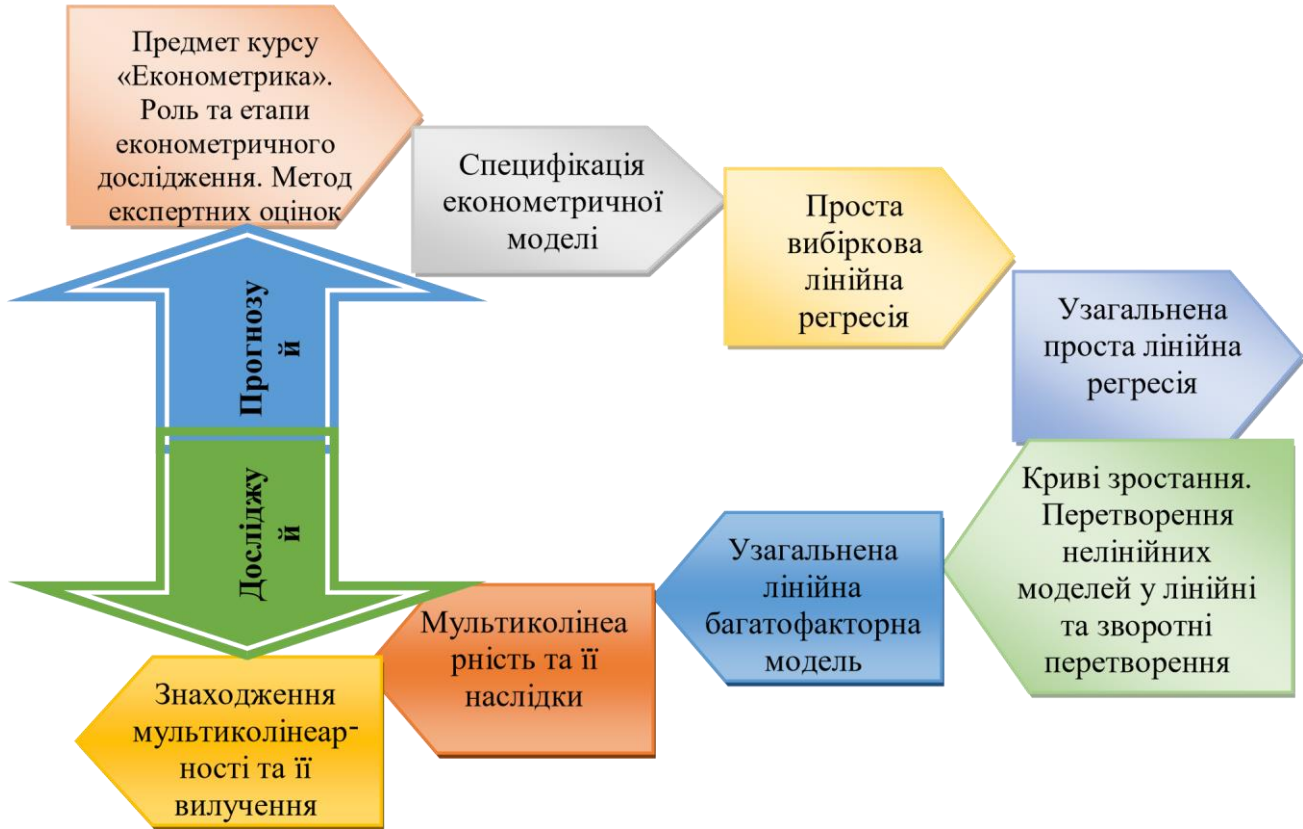 Предмет курсу
«Економетрика».
Роль та етапи
економетричного
дослідження. Метод
експертних оцінок
Специфікація
економетричної
моделі
Проста
вибіркова
лінійна
регресія
Узагальнена
проста лінійна
регресія
Криві зростання.
Перетворення
нелінійних
моделей у лінійні
та зворотні
перетворення
Узагальнена
лінійна
багатофакторна
модель
Мультиколінеа
рність та її
наслідки
Знаходження
мультиколінеар-
ності та її
вилучення
Прогнозу
й
Досліджу
й